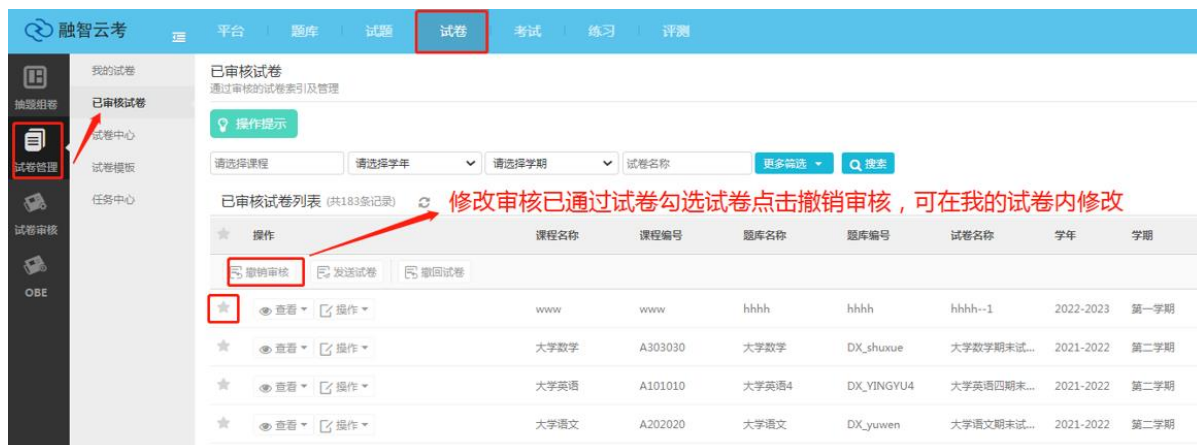 融智云考 平台 题库 试题 试卷 考试 练习 评测
抽题组卷
试卷管理
试卷审核
OBE
我的试卷
已审核试卷
试卷中心
试卷模板
任务中心
已审核试卷
通过审核的试卷索引及管理
操作提示
请选择课程 请选择学年 请选择学期 试卷名称 更多筛选 搜索
已审核试卷列表 (共183条记录) 修改审核已通过试卷勾选试卷点击撤销审核，可在我的试卷内修改
操作 课程名称 课程编号 题库名称 题库编号 试卷名称 学年 学期
撤销审核 发送试卷 撤回试卷
查看 操作 www www hhhh hhhh hhhh--1 2022-2023 第一学期
查看 操作 大学数学 A303030 大学数学 DX_shuxue 大学数学期末试... 2021-2022 第二学期
查看 操作 大学英语 A101010 大学英语4 DX_YINGYU4 大学英语四期末... 2021-2022 第二学期
查看 操作 大学语文 A202020 大学语文 DX_yuwen 大学语文期末试... 2021-2022 第二学期